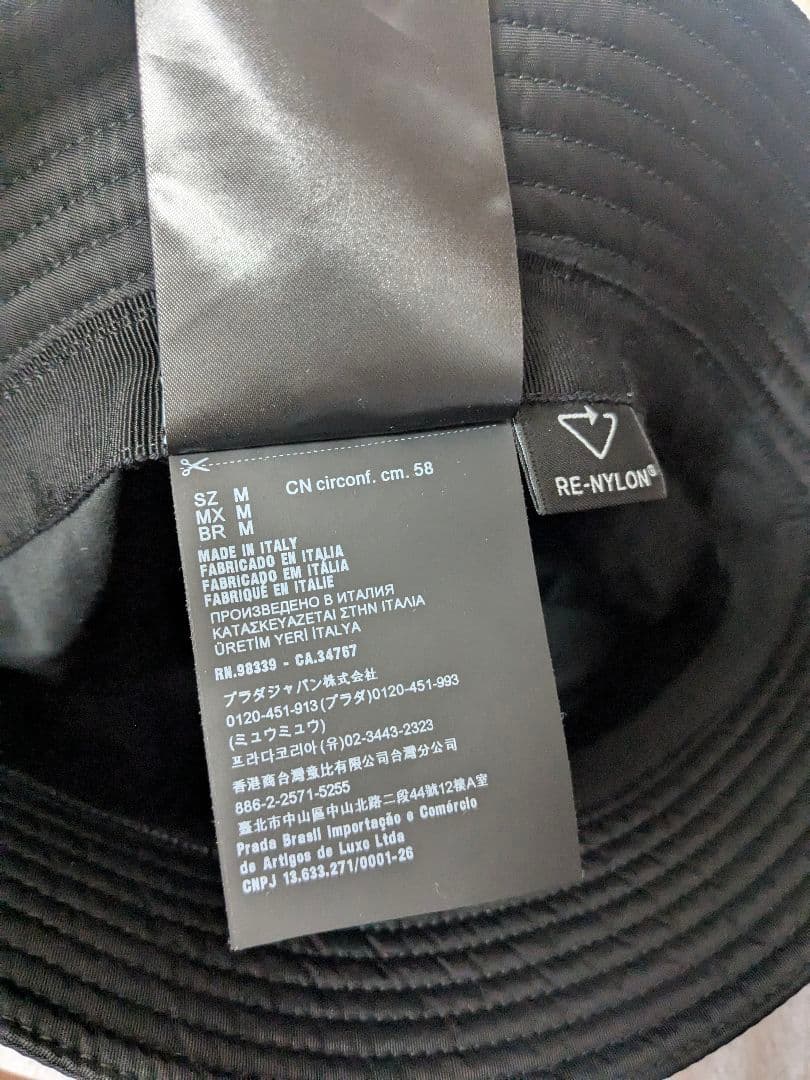 SZ M CN circonf. cm. 58
MX M
BR M
MADE IN ITALY
FABRICADO EN ITALIA
FABRICADO EM ITÁLIA
FABRIQUÉ EN ITALIE
ПРОИЗВЕДЕНО В ИТАЛИЯ
ΚΑΤΑΣΚΕΥΑΖΕΤΑΙ ΣΤΗΝ ΙΤΑΛΙΑ
ÜRETİM YERİ İTALYA
RN.98339 - CA.34767
プラダジャパン株式会社
0120-451-913(プラダ)0120-451-993
(ミュウミュウ)
프라다코리아(유)02-3443-2323
香港商台灣意比有限公司台灣分公司
886-2-2571-5255
臺北市中山區中山北路二段44號12樓A室
Prada Brasil Importação e Comércio
de Artigos de Luxo Ltda
CNPJ 13.633.271/0001-26
RE-NYLON®